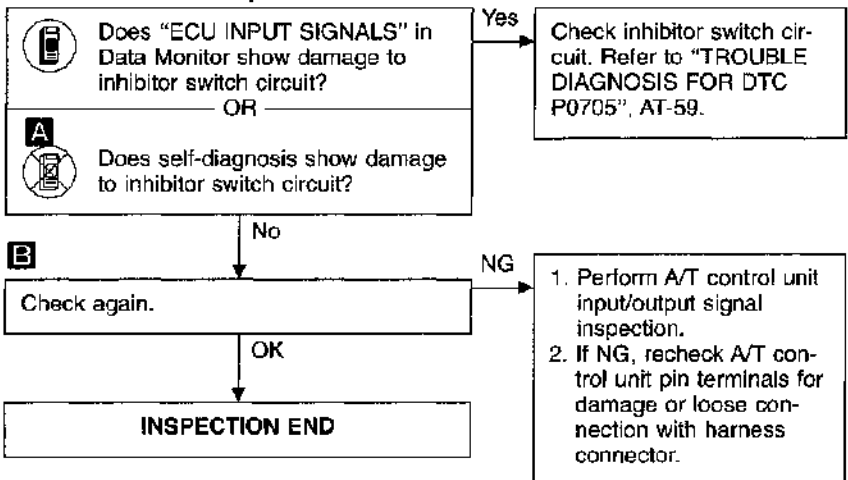 Does “ECU INPUT SIGNALS” in
Data Monitor show damage to
inhibitor switch circuit?
OR
A
Does self-diagnosis show damage
to inhibitor switch circuit?
Yes
Check inhibitor switch cir-
cuit. Refer to “TROUBLE
DIAGNOSIS FOR DTC
P0705”, AT-59.
No
B
Check again.
NG
1. Perform A/T control unit
input/output signal
inspection.
2. If NG, recheck A/T con-
trol unit pin terminals for
damage or loose con-
nection with harness
connector.
OK
INSPECTION END